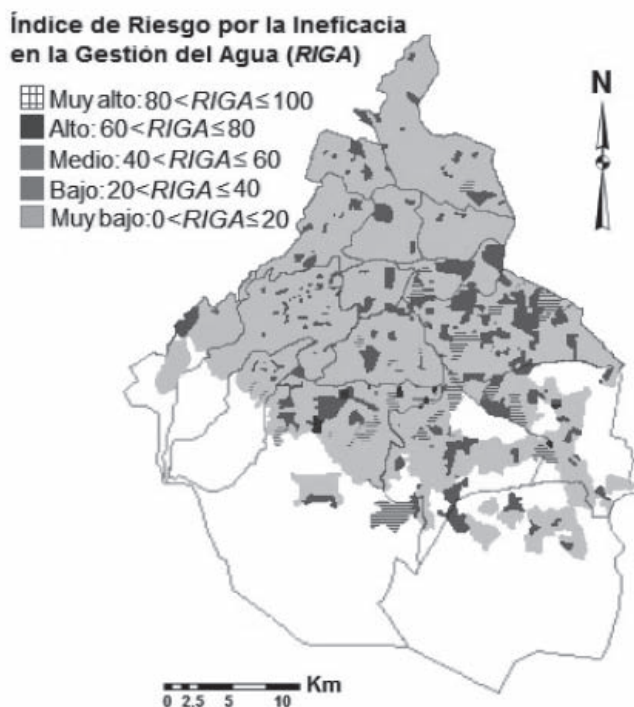 Índice de Riesgo por la Ineficacia
en la Gestión del Agua (RIGA)
Muy alto: 80<RIGA≤100
Alto: 60<RIGA≤80
Medio: 40<RIGA≤60
Bajo: 20<RIGA≤40
Muy bajo: 0<RIGA≤20
N
Km
0 2.5 5 10